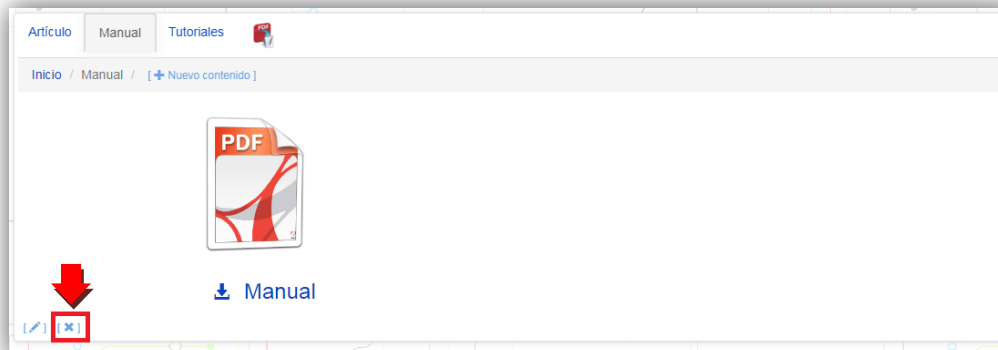 Artículo Manual Tutoriales PDF
Inicio / Manual / [ + Nuevo contenido ]
PDF
Manual
[ ] [ ✖ ]